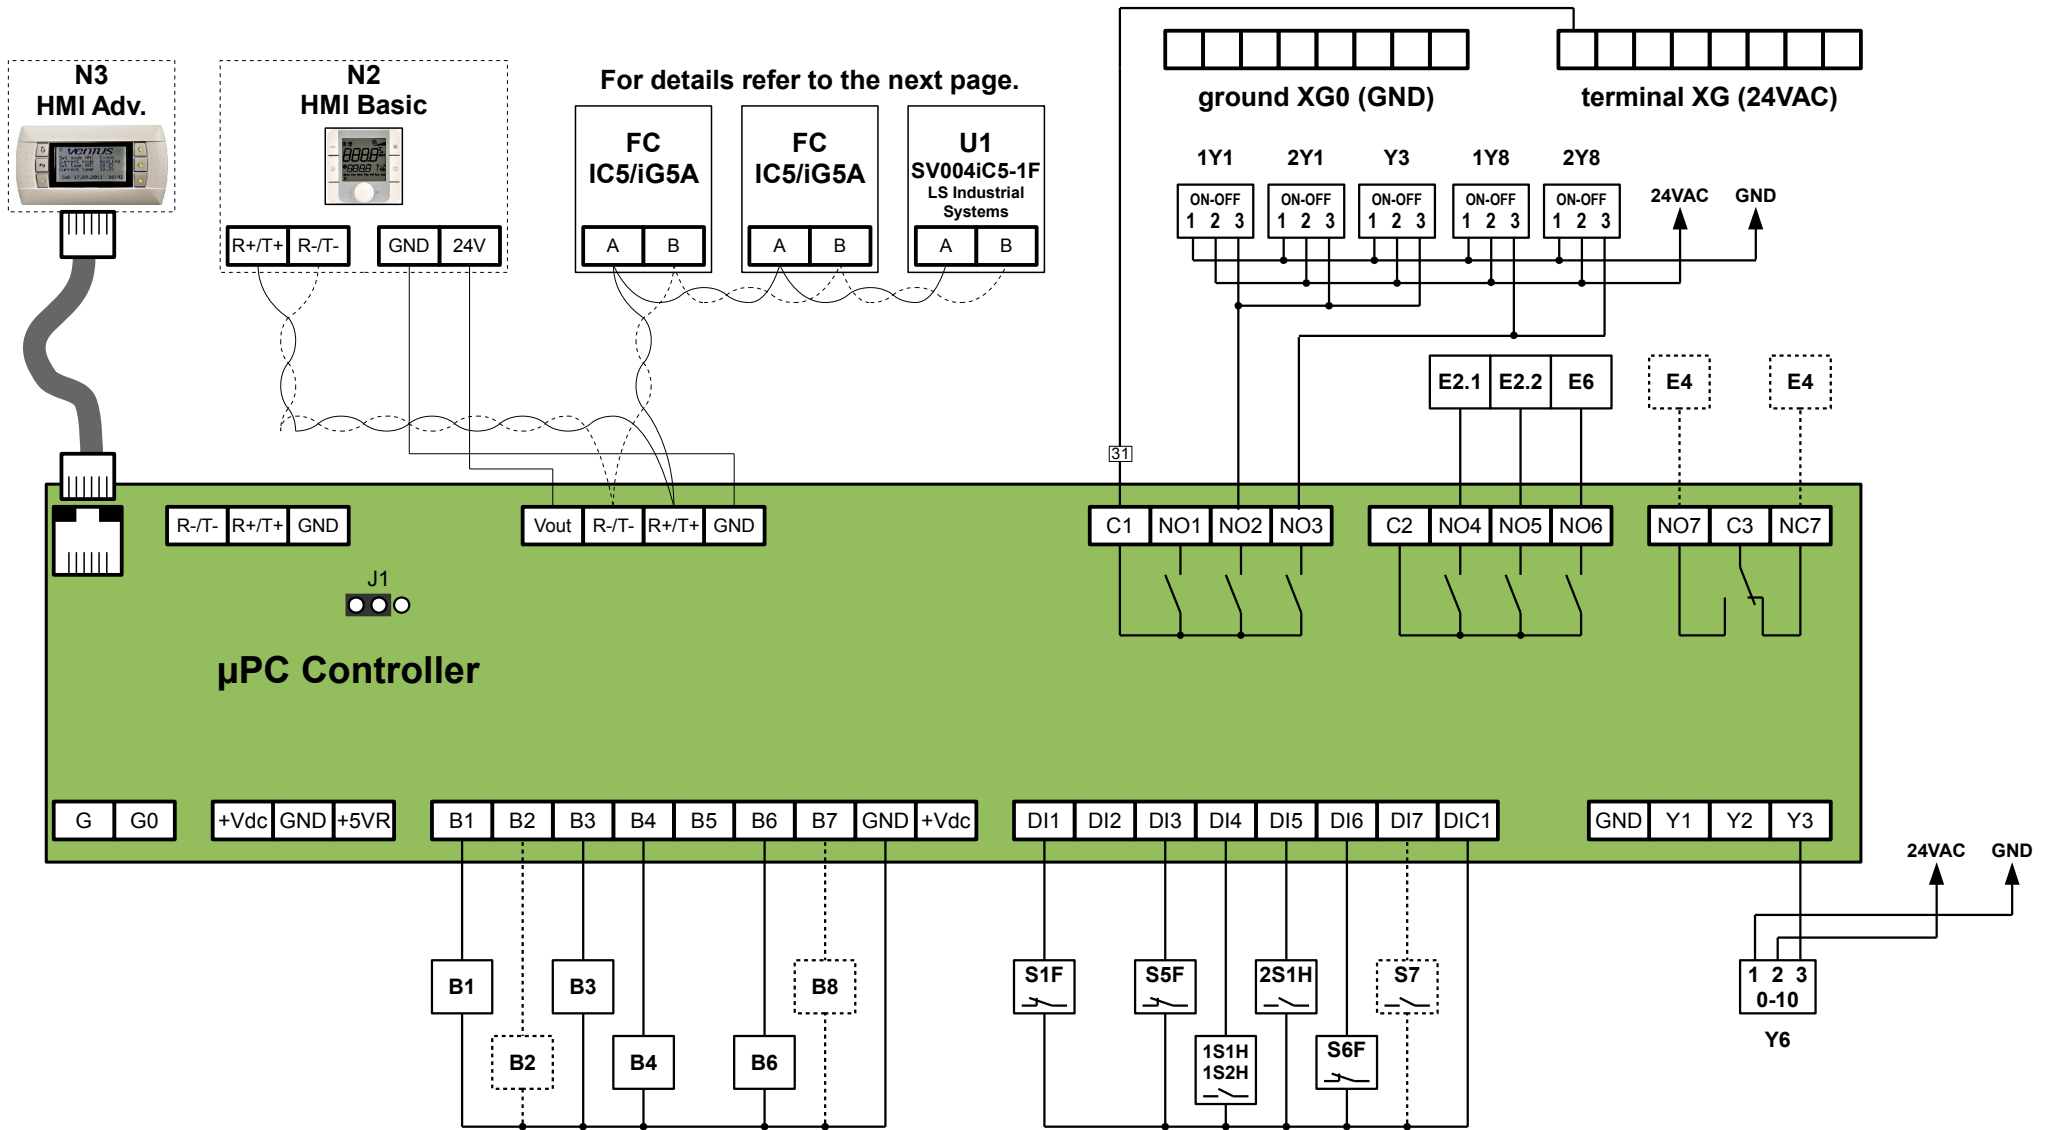 N3
HMI Adv.
VENTUS
N2
HMI Basic
R+/T+ R-/T- GND 24V
For details refer to the next page.
FC
IC5/iG5A
A B
FC
IC5/iG5A
A B
U1
SV004iC5-1F
LS Industrial
Systems
A B
ground XG0 (GND)
terminal XG (24VAC)
1Y1 2Y1 Y3 1Y8 2Y8
ON-OFF ON-OFF ON-OFF ON-OFF ON-OFF
1 2 3 1 2 3 1 2 3 1 2 3 1 2 3
24VAC GND
E2.1 E2.2 E6 E4 E4
31
R-/T- R+/T+ GND
Vout R-/T- R+/T+ GND
C1 NO1 NO2 NO3
C2 NO4 NO5 NO6
NO7 C3 NC7
J1
µPC Controller
G G0
+Vdc GND +5VR
B1 B2 B3 B4 B5 B6 B7 GND +Vdc
DI1 DI2 DI3 DI4 DI5 DI6 DI7 DIC1
GND Y1 Y2 Y3
24VAC GND
B1 B3 B8
B2 B4 B6
S1F S5F 2S1H S7
1S1H
1S2H
S6F
1 2 3
0-10
Y6